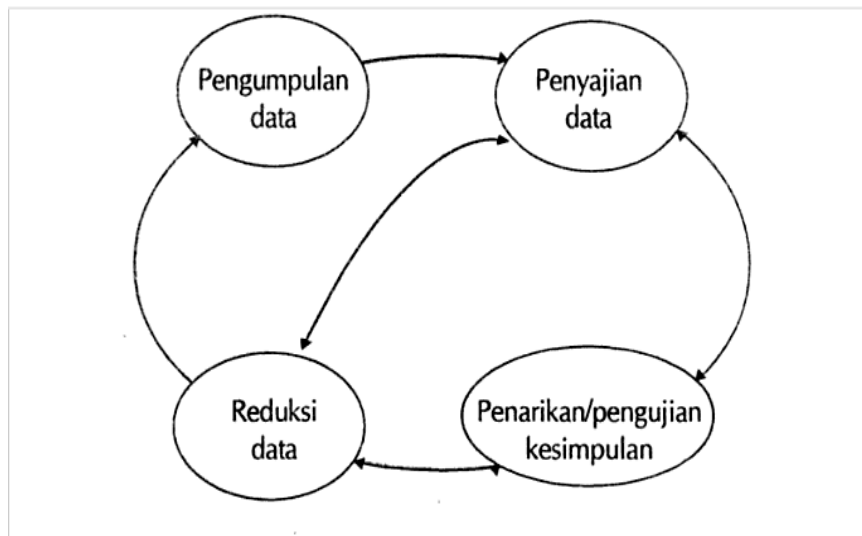 Pengumpulan
data
Penyajian
data
Reduksi
data
Penarikan/pengujian
kesimpulan